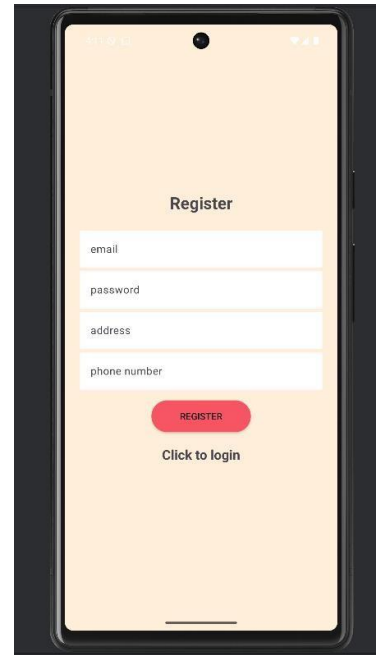 Register
email
password
address
phone number
REGISTER
Click to login